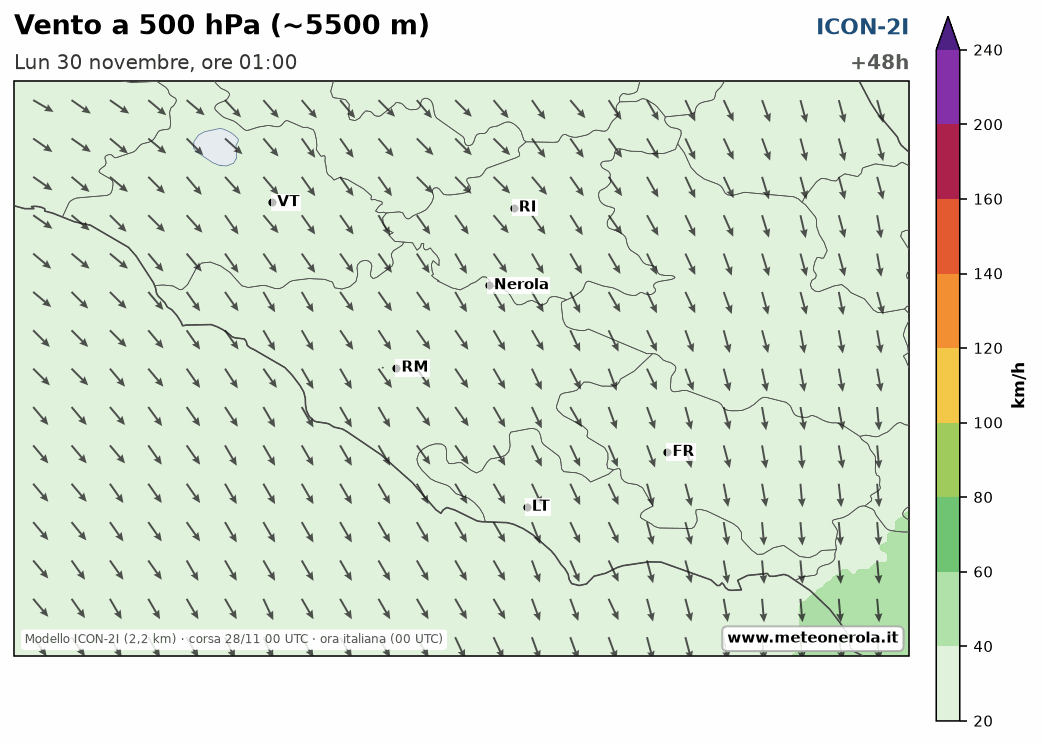 Vento a 500 hPa (~5500 m)
ICON-2I
Lun 30 novembre, ore 01:00
+48h
VT
RI
Nerola
RM
FR
LT
Modello ICON-2I (2,2 km) · corsa 28/11 00 UTC · ora italiana (00 UTC)
www.meteonerola.it
240
200
160
140
120
100
80
60
40
20
km/h